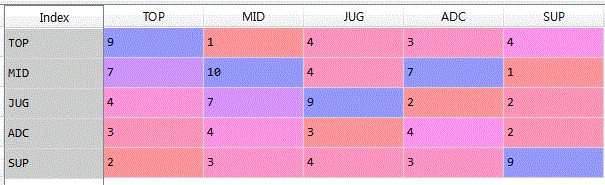 Index TOP MID JUG ADC SUP
TOP 9 1 4 3 4
MID 7 10 4 7 1
JUG 4 7 9 2 2
ADC 3 4 3 4 2
SUP 2 3 4 3 9